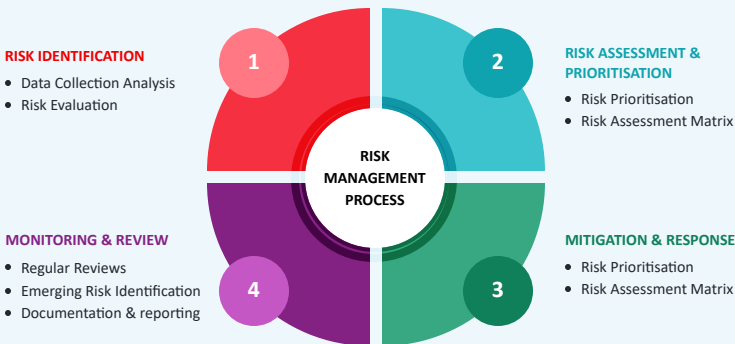 RISK IDENTIFICATION
• Data Collection Analysis
• Risk Evaluation
1
2
RISK ASSESSMENT &
PRIORITISATION
• Risk Prioritisation
• Risk Assessment Matrix
RISK
MANAGEMENT
PROCESS
MONITORING & REVIEW
• Regular Reviews
• Emerging Risk Identification
• Documentation & reporting
4
3
MITIGATION & RESPONSE
• Risk Prioritisation
• Risk Assessment Matrix